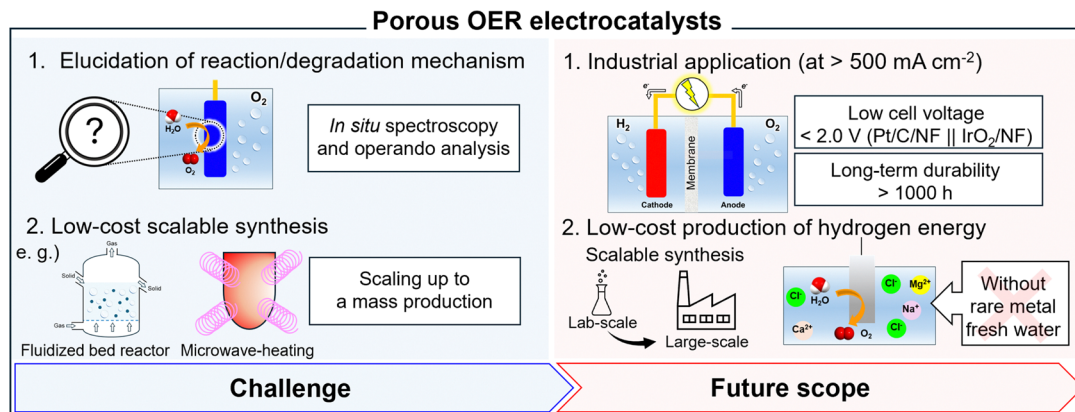 Porous OER electrocatalysts
1. Elucidation of reaction/degradation mechanism
?
H₂O
O₂
O₂
In situ spectroscopy
and operando analysis
2. Low-cost scalable synthesis
e. g.)
Gas
Solid
Solid
Gas
Fluidized bed reactor
Microwave-heating
Scaling up to
a mass production
Challenge
1. Industrial application (at > 500 mA cm⁻²)
e⁻
e⁻
H₂
O₂
Membrane
Cathode
Anode
Low cell voltage
< 2.0 V (Pt/C/NF || IrO₂/NF)
Long-term durability
> 1000 h
2. Low-cost production of hydrogen energy
Scalable synthesis
Lab-scale
Large-scale
Cl⁻
H₂O
Cl⁻
Mg²⁺
Na⁺
Ca²⁺
O₂
Cl⁻
Without
rare metal
fresh water
Future scope